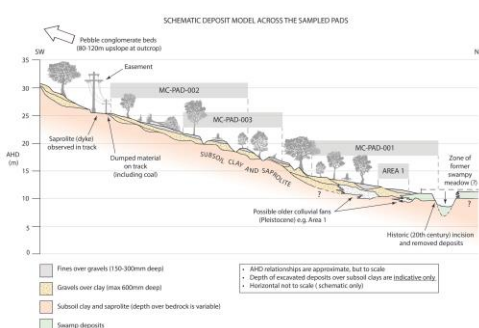 SCHEMATIC DEPOSIT MODEL ACROSS THE SAMPLED PADS
Pebble conglomerate beds
(80-120m upslope at outcrop)
SW
N
Easement
MC-PAD-002
MC-PAD-003
MC-PAD-001
AREA 1
Zone of
former
swampy
meadow (?)
35
30
25
20
15
10
5
0
AHD
(m)
Saprolite (dyke)
observed in track
Dumped material
on track
(including coal)
SUBSOIL CLAY AND SAPROLITE
?
?
Possible older colluvial fans
(Pleistocene) e.g. Area 1
Historic (20th century) incision
and removed deposits
Fines over gravels (150-300mm deep)
Gravels over clay (max 600mm deep)
Subsoil clay and saprolite (depth over bedrock is variable)
Swamp deposits
• AHD relationships are approximate, but to scale
• Depth of excavated deposits over subsoil clays are indicative only
• Horizontal not to scale ( schematic only)